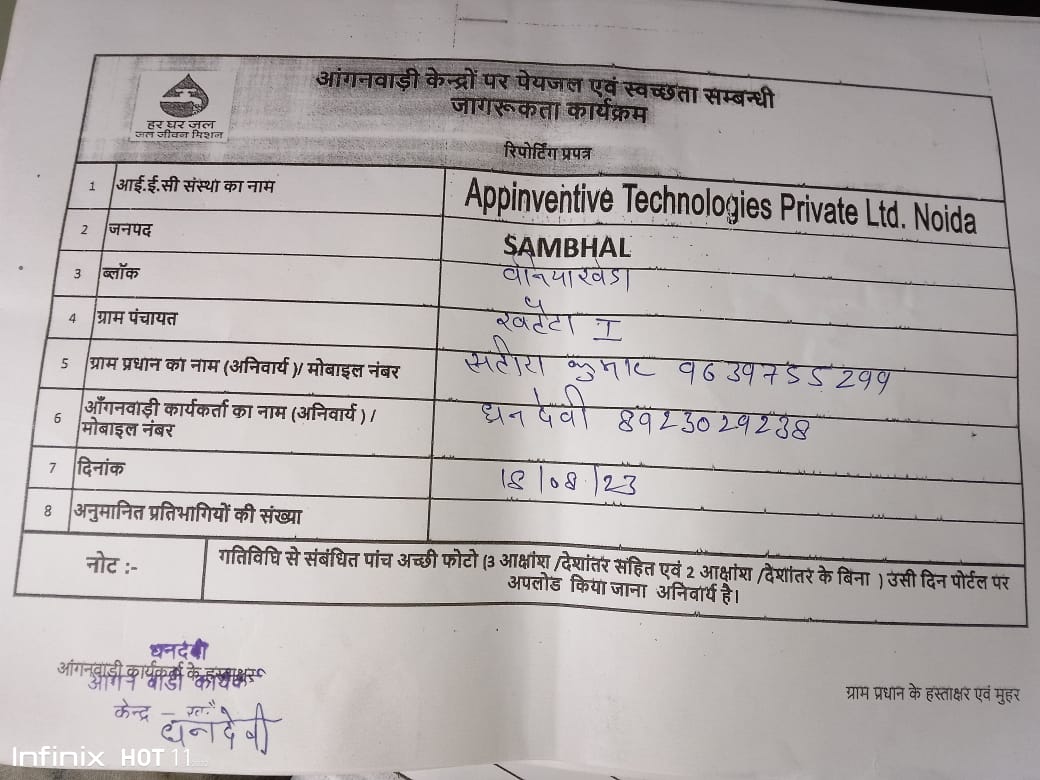 हर घर जल
जल जीवन मिशन
आंगनवाड़ी केन्द्रों पर पेयजल एवं स्वच्छता सम्बन्धी
जागरूकता कार्यक्रम
रिपोर्टिंग प्रपत्र
1 आई.ई.सी संस्था का नाम Appinventive Technologies Private Ltd. Noida
2 जनपद SAMBHAL
3 ब्लॉक वनियाखेडा
4 ग्राम पंचायत खटैटा I
5 ग्राम प्रधान का नाम (अनिवार्य)/ मोबाइल नंबर सतीश कुमार 9639755299
6 आँगनवाड़ी कार्यकर्ता का नाम (अनिवार्य ) /
मोबाइल नंबर धनदेवी 8923029238
7 दिनांक 18/08/23
8 अनुमानित प्रतिभागियों की संख्या
नोट :- गतिविधि से संबंधित पांच अच्छी फोटो (3 आक्षांश /देशांतर सहित एवं 2 आक्षांश /देशांतर के बिना ) उसी दिन पोर्टल पर
अपलोड किया जाना अनिवार्य है।
धनदेवी
आंगनवाड़ी कार्यकर्ता के हस्ताक्षर
आंगन वाडी कार्यक
केन्द्र –
धनदेवी
ग्राम प्रधान के हस्ताक्षर एवं मुहर
Infinix HOT 11